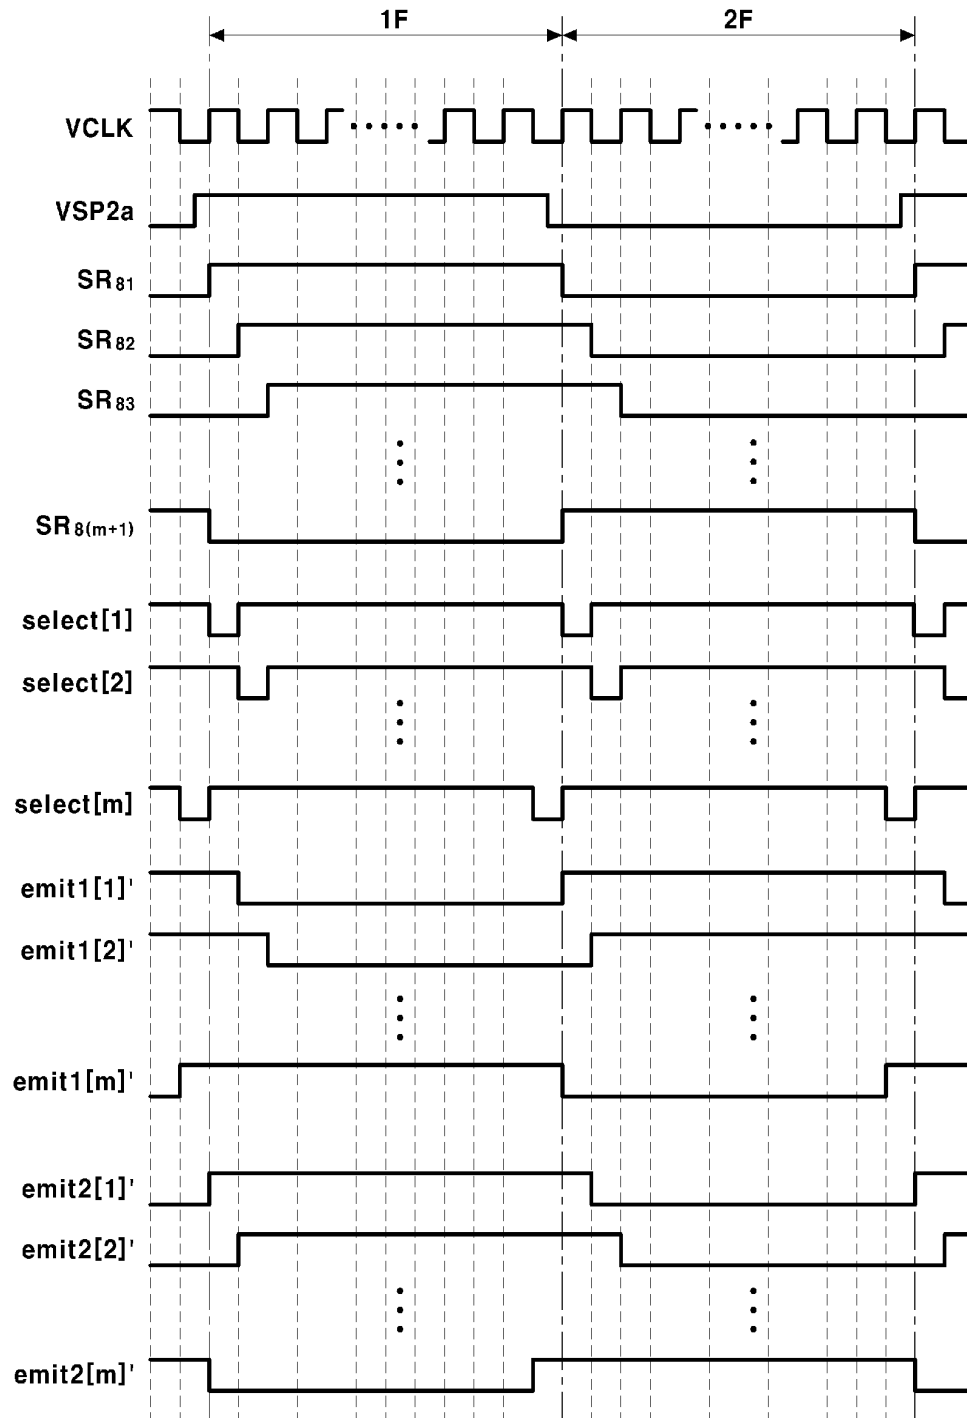 1F 2F
VCLK
VSP2a
SR81
SR82
SR83
SR8(m+1)
select[1]
select[2]
select[m]
emit1[1]'
emit1[2]'
emit1[m]'
emit2[1]'
emit2[2]'
emit2[m]'